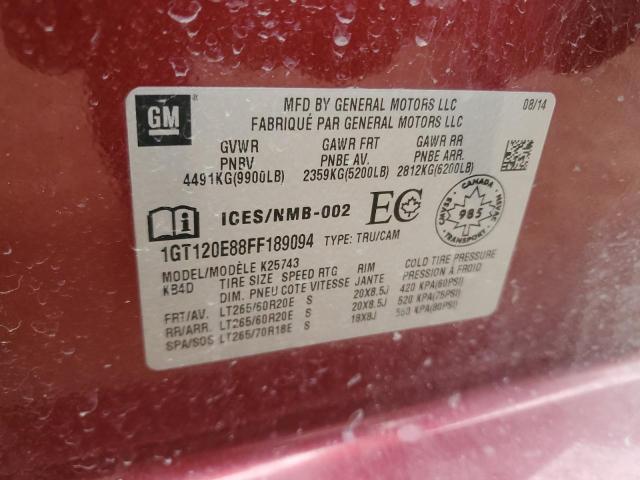 GM
MFD BY GENERAL MOTORS LLC 08/14
FABRIQUÉ PAR GENERAL MOTORS LLC
GVWR GAWR FRT GAWR RR
PNBV PNBE AV. PNBE ARR.
4491KG(9900LB) 2359KG(5200LB) 2812KG(6200LB)
ICES/NMB-002 EC
CANADA
985
1GT120E88FF189094 TYPE: TRU/CAM
MODEL/MODÈLE K25743
KB4D TIRE SIZE SPEED RTG RIM COLD TIRE PRESSURE
DIM. PNEU COTE VITESSE JANTE PRESSION À FROID
FRT/AV. LT265/60R20E S 20X8.5J 420 KPA(60PSI)
RR/ARR. LT265/60R20E S 20X8.5J 520 KPA(75PSI)
SPA/SOS LT265/70R18E S 18X8J 550 KPA(80PSI)